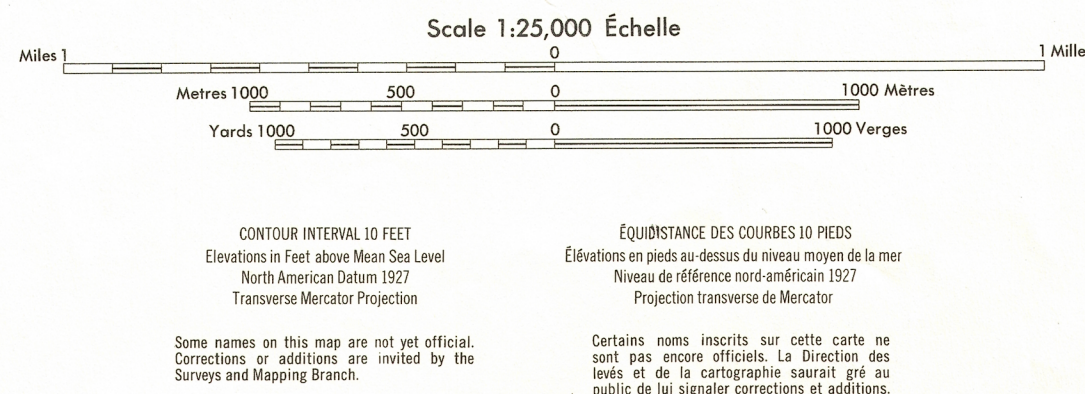 Scale 1:25,000 Échelle
Miles 1 0 1 Mille
Metres 1000 500 0 1000 Mètres
Yards 1000 500 0 1000 Verges
CONTOUR INTERVAL 10 FEET
Elevations in Feet above Mean Sea Level
North American Datum 1927
Transverse Mercator Projection
Some names on this map are not yet official.
Corrections or additions are invited by the
Surveys and Mapping Branch.
ÉQUIDISTANCE DES COURBES 10 PIEDS
Élévations en pieds au-dessus du niveau moyen de la mer
Niveau de référence nord-américain 1927
Projection transverse de Mercator
Certains noms inscrits sur cette carte ne
sont pas encore officiels. La Direction des
levés et de la cartographie saurait gré au
public de lui signaler corrections et additions.